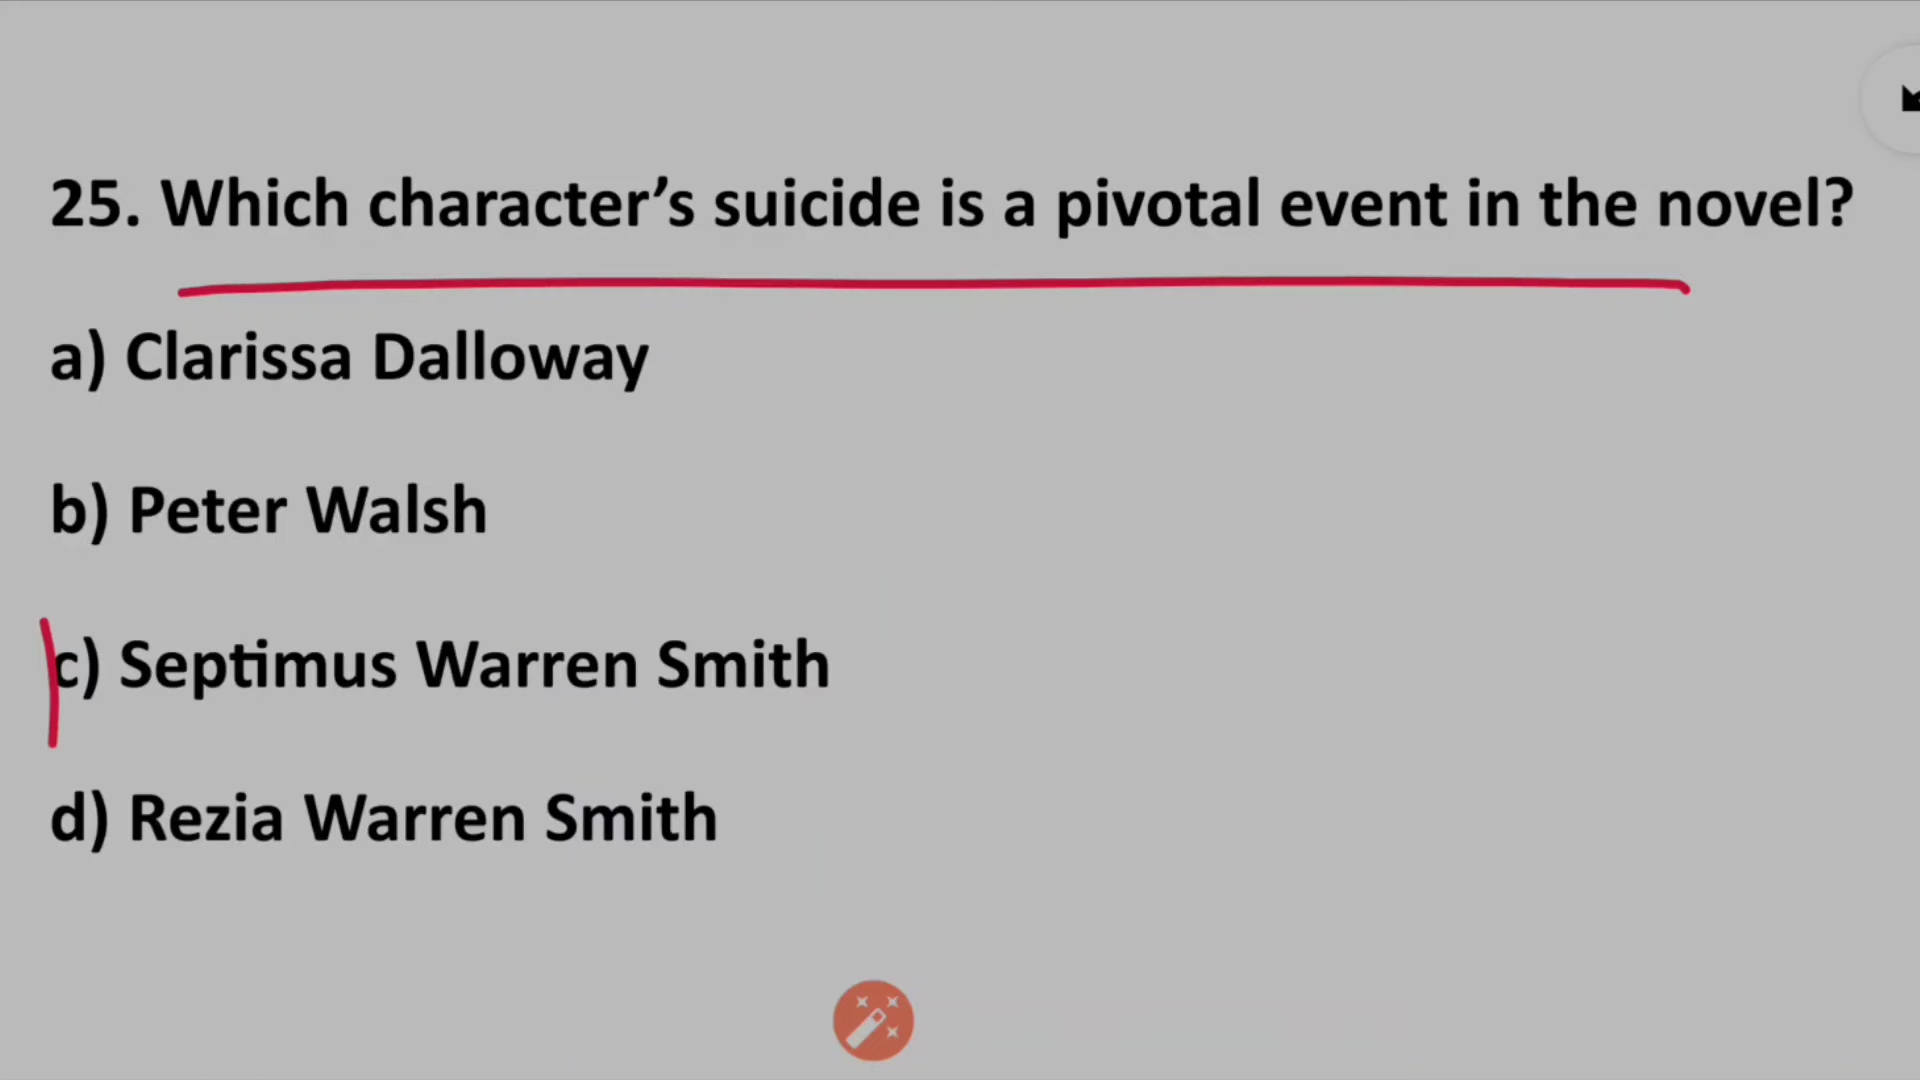 25. Which character’s suicide is a pivotal event in the novel?
a) Clarissa Dalloway
b) Peter Walsh
c) Septimus Warren Smith
d) Rezia Warren Smith